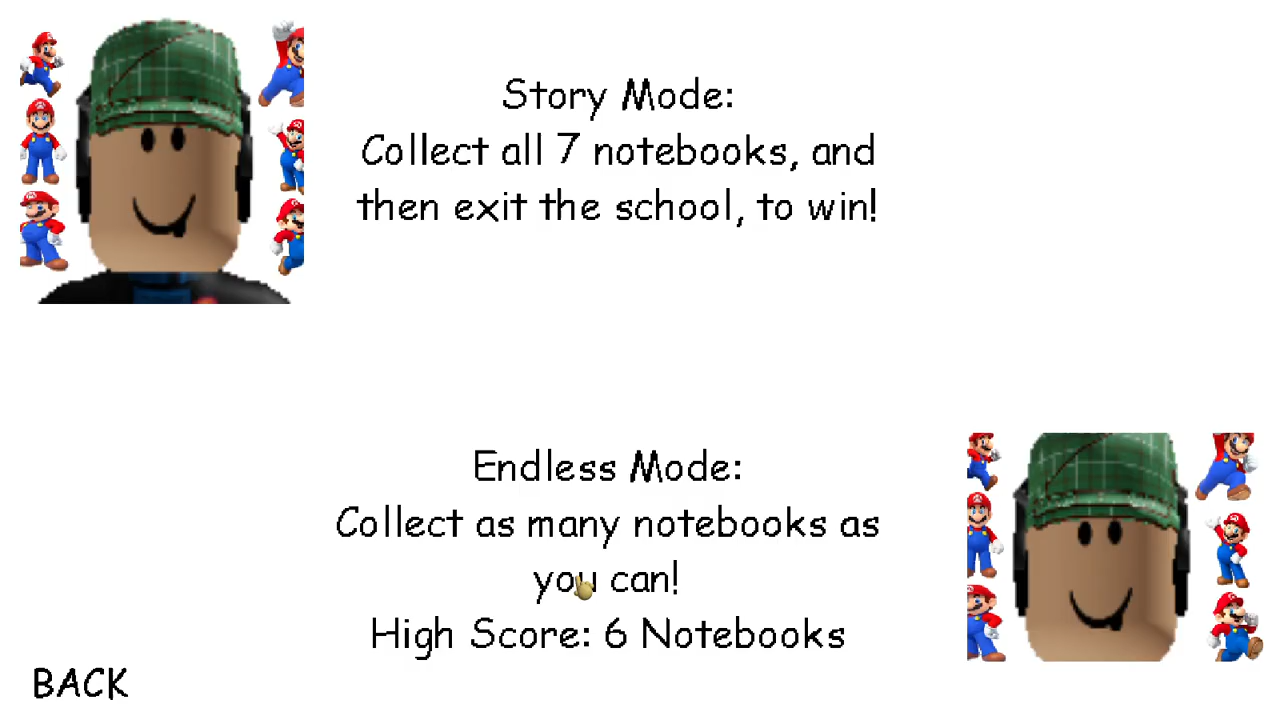 Story Mode:
Collect all 7 notebooks, and
then exit the school, to win!
Endless Mode:
Collect as many notebooks as
you can!
High Score: 6 Notebooks
BACK